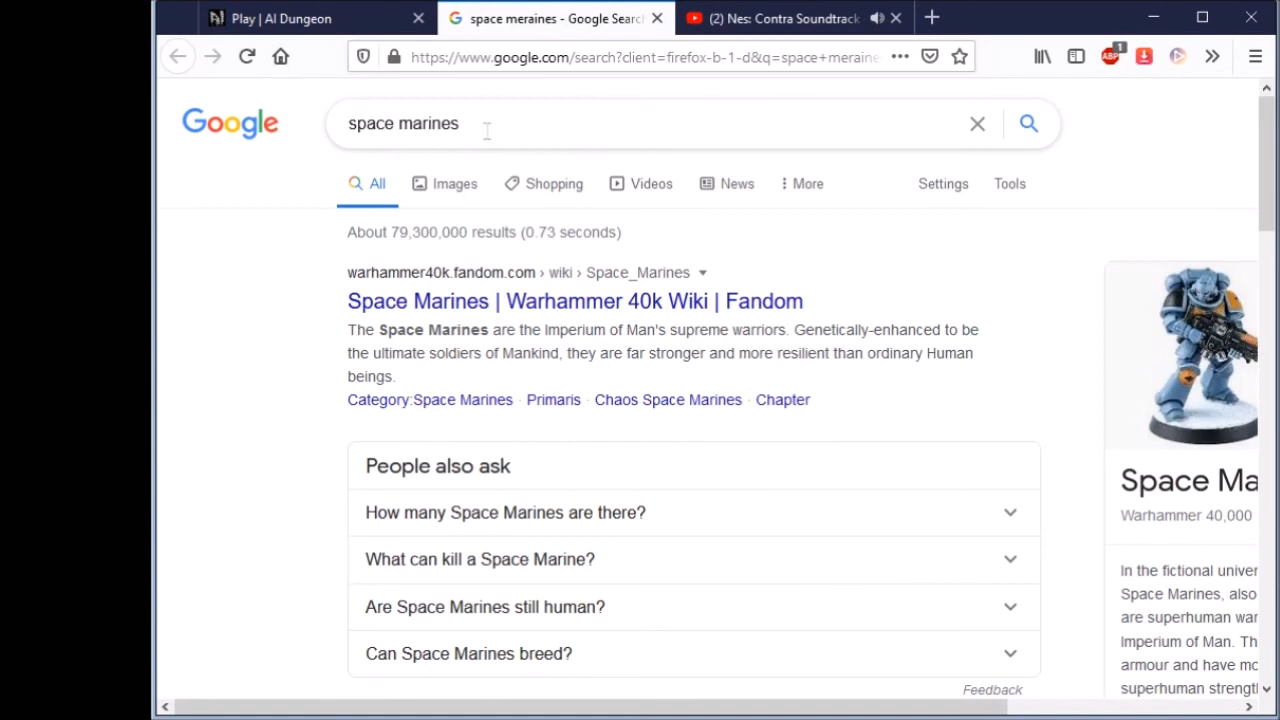 Play | AI Dungeon
space meraines - Google Searc
(2) Nes: Contra Soundtrack
https://www.google.com/search?client=firefox-b-1-d&q=space+meraine
1
ABP
Google
space marines
All
Images
Shopping
Videos
News
More
Settings
Tools
About 79,300,000 results (0.73 seconds)
warhammer40k.fandom.com › wiki › Space_Marines
Space Marines | Warhammer 40k Wiki | Fandom
The Space Marines are the Imperium of Man's supreme warriors. Genetically-enhanced to be
the ultimate soldiers of Mankind, they are far stronger and more resilient than ordinary Human
beings.
Category:Space Marines · Primaris · Chaos Space Marines · Chapter
People also ask
How many Space Marines are there?
What can kill a Space Marine?
Are Space Marines still human?
Can Space Marines breed?
Feedback
Space Ma
Warhammer 40,000
In the fictional univer
Space Marines, also
are superhuman war
Imperium of Man. Th
armour and have mo
superhuman strengt